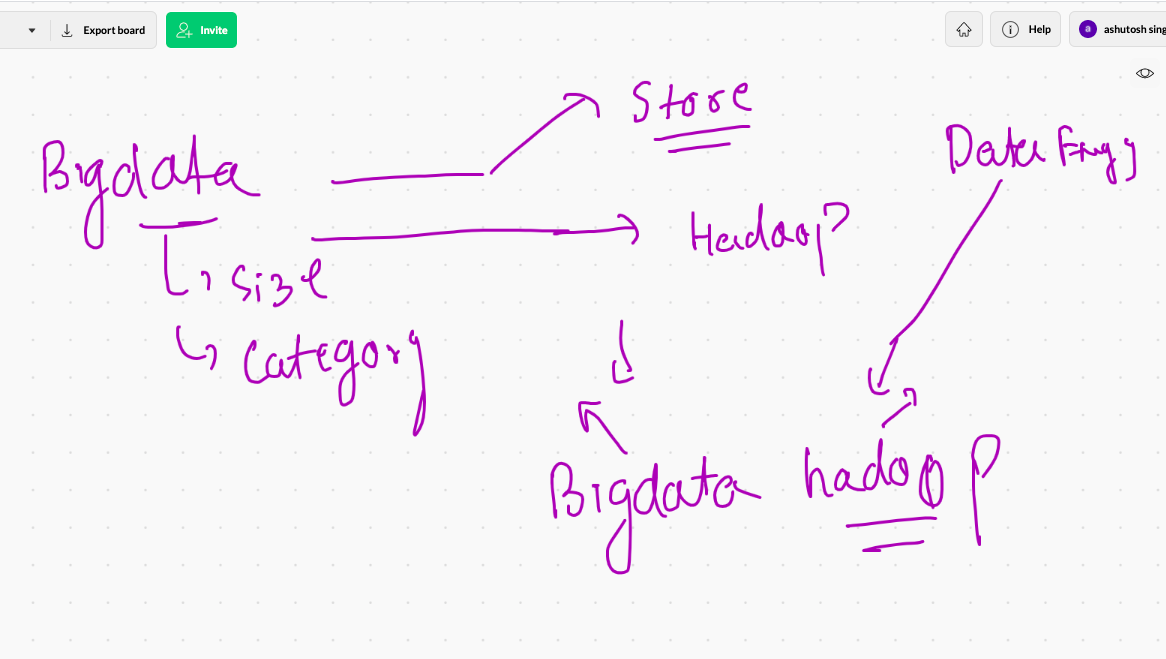 Export board
Invite
Help
a
ashutosh sing
Store
Bigdata
Data Engg
Hadoop
Size
Category
Bigdata hadoop